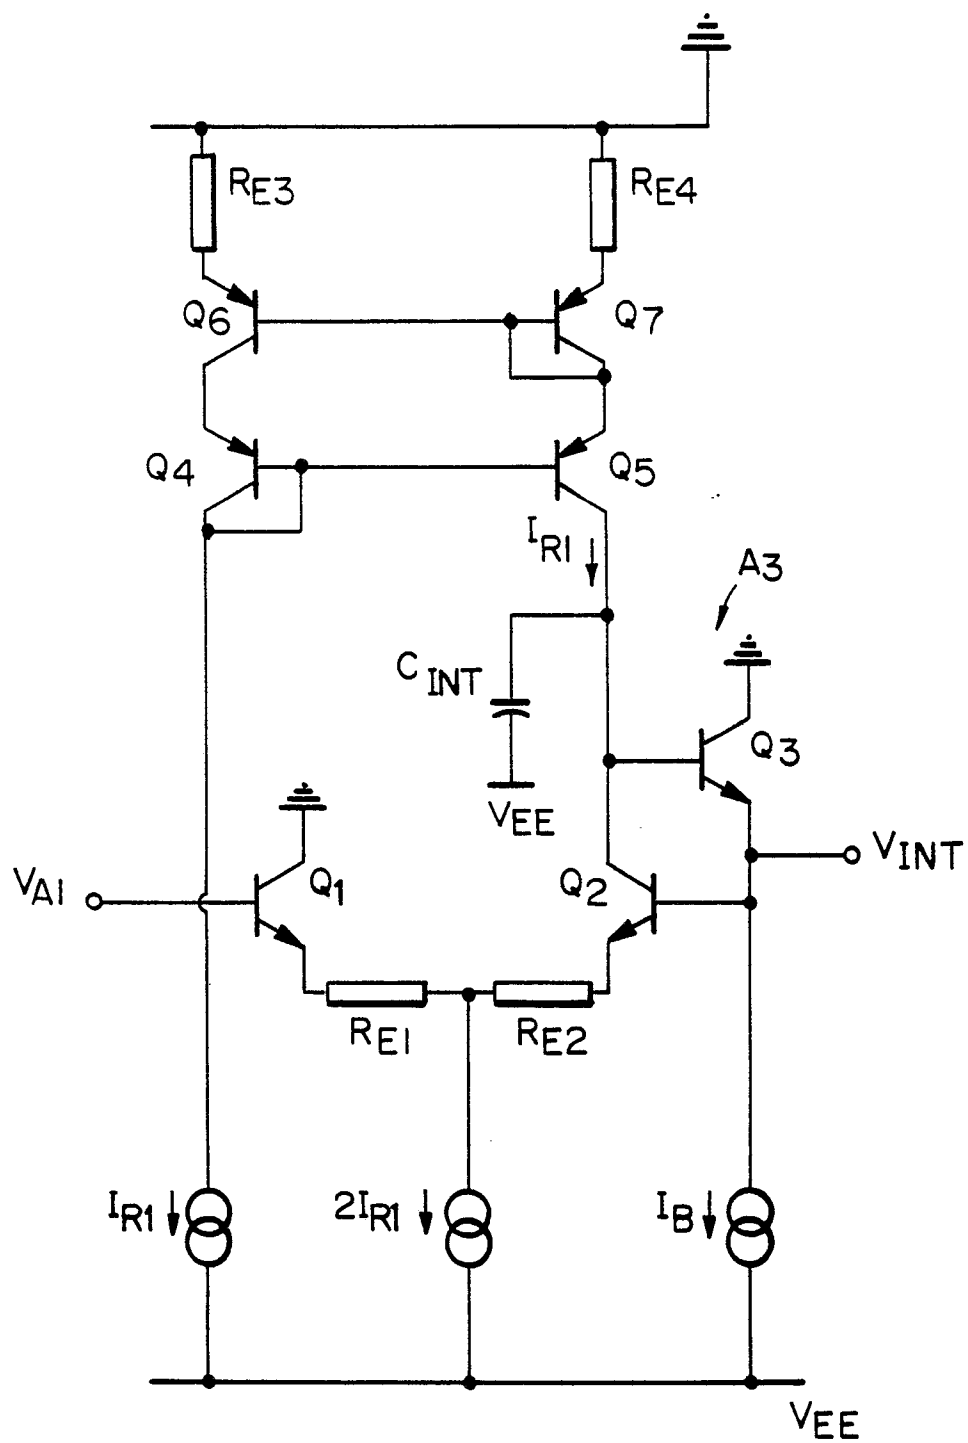 RE3
RE4
Q6
Q7
Q4
Q5
IR1
A3
CINT
Q3
VEE
VINT
VA1
Q1
Q2
RE1
RE2
IR1
2IR1
IB
VEE